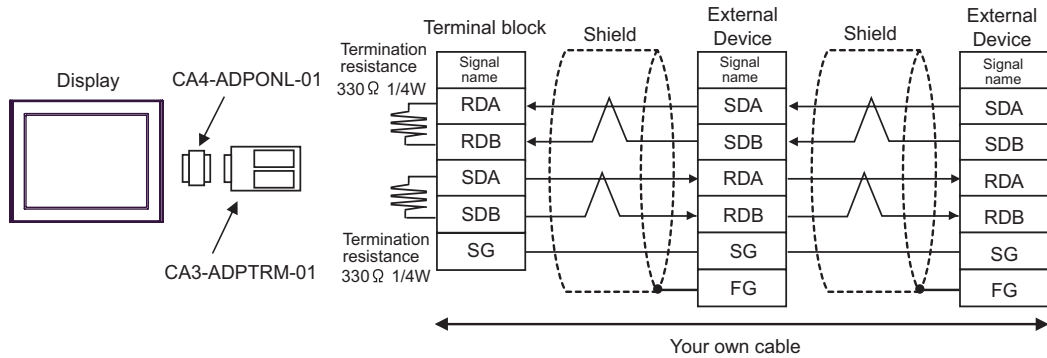 Display
CA4-ADPONL-01
CA3-ADPTRM-01
Termination
resistance
330Ω 1/4W
Termination
resistance
330Ω 1/4W
Terminal block
Signal
name
RDA
RDB
SDA
SDB
SG
Shield
External
Device
Signal
name
SDA
SDB
RDA
RDB
SG
FG
Shield
External
Device
Signal
name
SDA
SDB
RDA
RDB
SG
FG
Your own cable